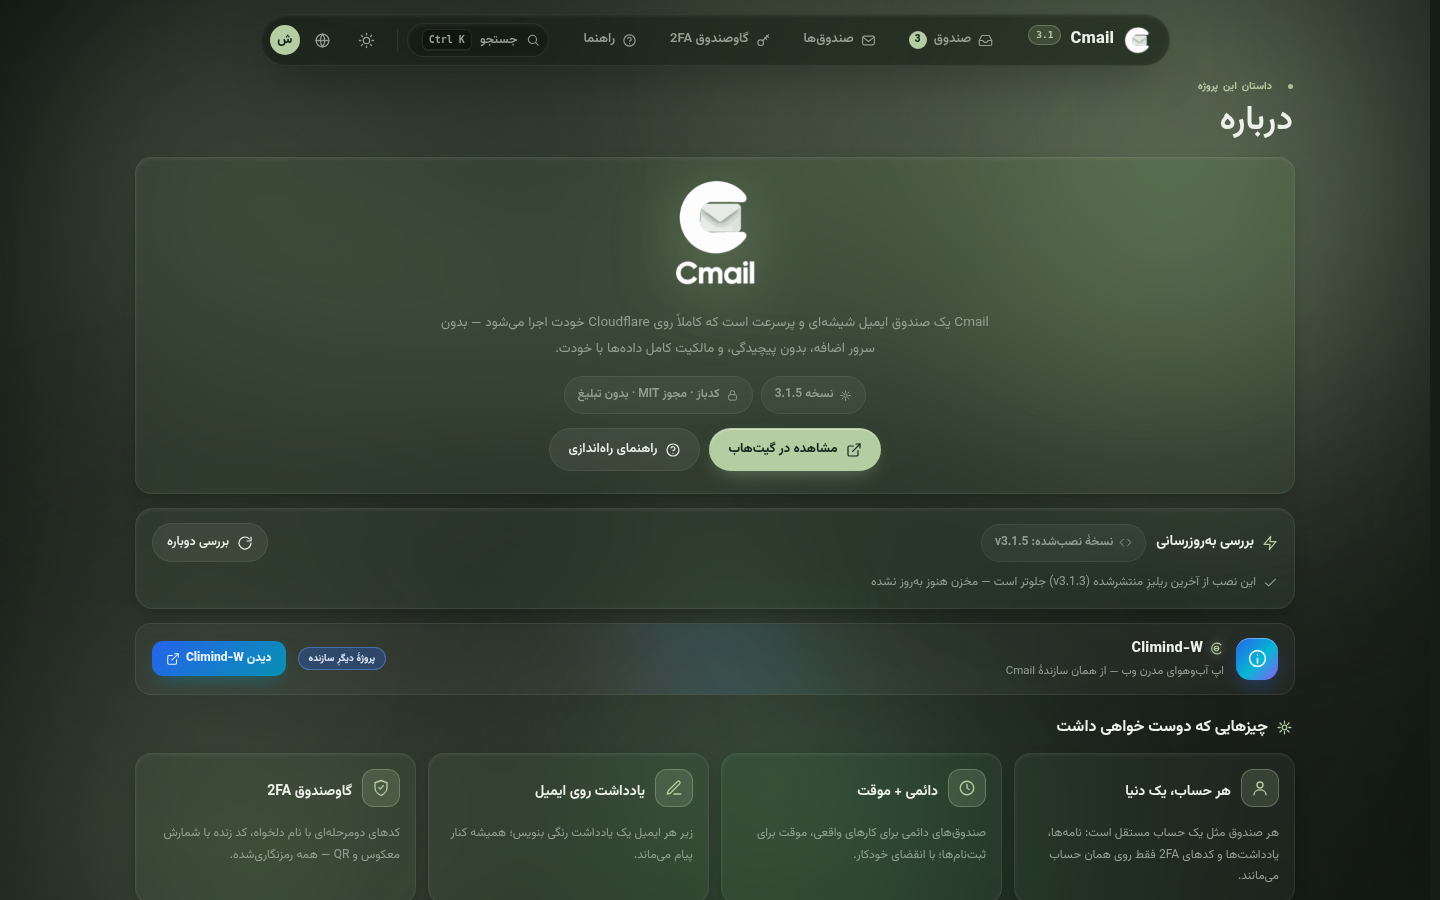 Cmail 3.1
صندوق 3
صندوق‌ها
گاوصندوق 2FA
راهنما
جستجو Ctrl K
ش
داستان این پروژه
درباره
Cmail
Cmail یک صندوق ایمیل شیشه‌ای و پرسرعت است که کاملاً روی Cloudflare خودت اجرا می‌شود — بدون
سرور اضافه، بدون پیچیدگی، و مالکیت کامل داده‌ها با خودت.
نسخه 3.1.5
کدباز · مجوز MIT · بدون تبلیغ
مشاهده در گیت‌هاب
راهنمای راه‌اندازی
بررسی به‌روزرسانی
نسخهٔ نصب‌شده: v3.1.5
بررسی دوباره
این نصب از آخرین ریلیزِ منتشرشده (v3.1.3) جلوتر است — مخزن هنوز به‌روز نشده
Climind-W
اپ آب‌وهوای مدرن وب — از همان سازندهٔ Cmail
پروژهٔ دیگرِ سازنده
دیدن Climind-W
چیزهایی که دوست خواهی داشت
هر حساب، یک دنیا
هر صندوق مثل یک حساب مستقل است: نامه‌ها،
یادداشت‌ها و کدهای 2FA فقط روی همان حساب
می‌مانند.
دائمی + موقت
صندوق‌های دائمی برای کارهای واقعی، موقت برای
ثبت‌نام‌ها؛ با انقضای خودکار.
یادداشت روی ایمیل
زیر هر ایمیل یک یادداشت رنگی بنویس؛ همیشه کنار
پیام می‌ماند.
گاوصندوق 2FA
کدهای دومرحله‌ای با نام دلخواه، کد زنده با شمارش
معکوس و QR — همه رمزنگاری‌شده.